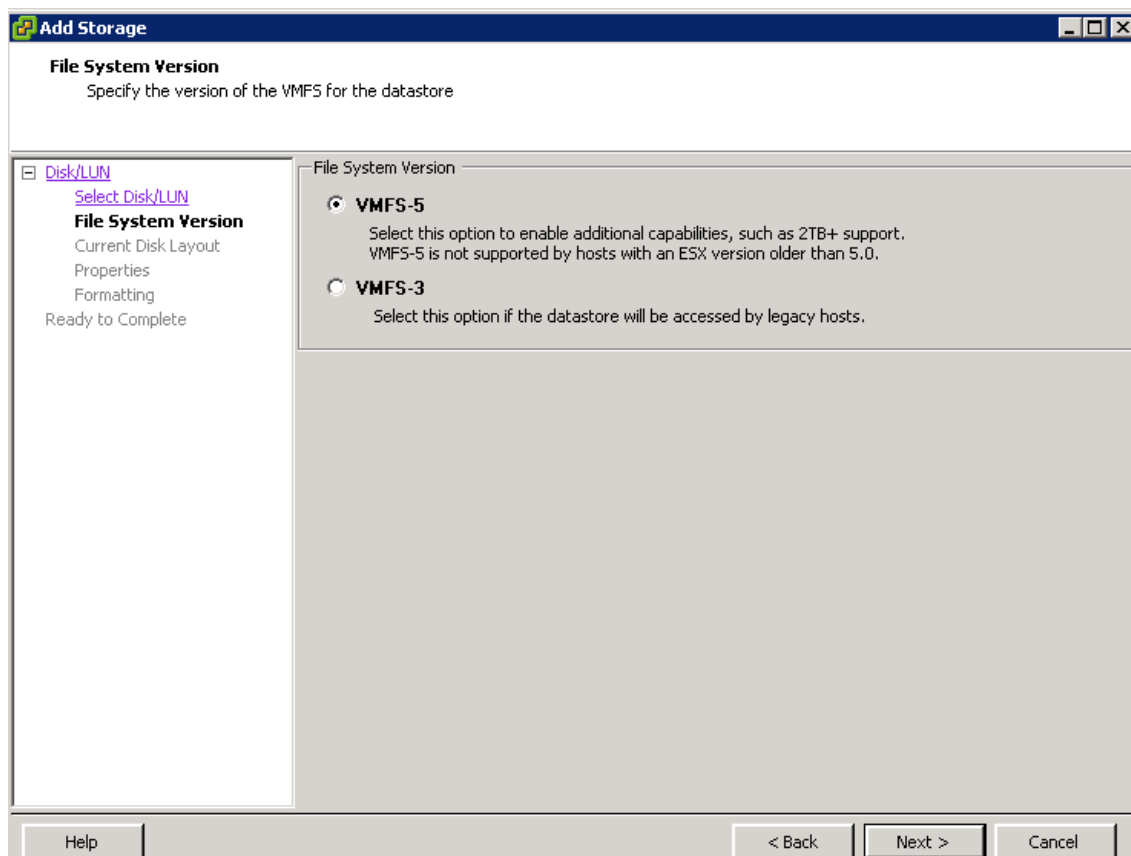 Add Storage
File System Version
Specify the version of the VMFS for the datastore
Disk/LUN
Select Disk/LUN
File System Version
Current Disk Layout
Properties
Formatting
Ready to Complete
File System Version
VMFS-5
Select this option to enable additional capabilities, such as 2TB+ support.
VMFS-5 is not supported by hosts with an ESX version older than 5.0.
VMFS-3
Select this option if the datastore will be accessed by legacy hosts.
Help
< Back
Next >
Cancel